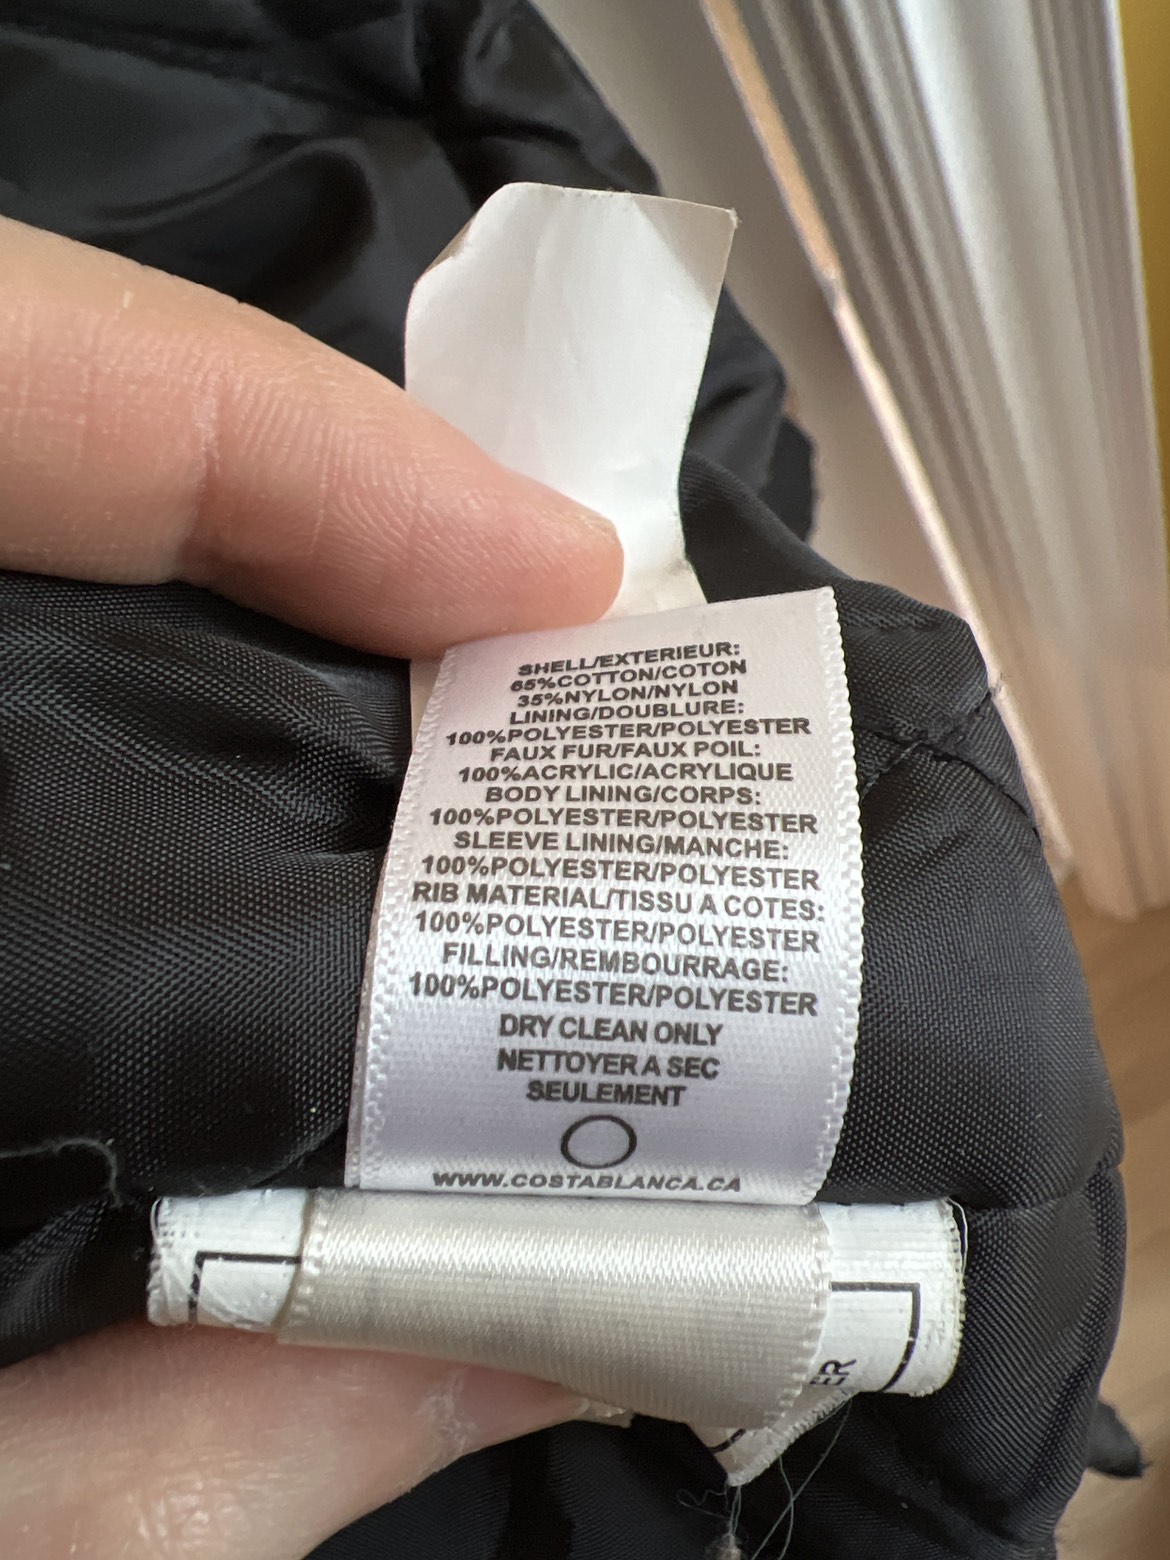 SHELL/EXTERIEUR:
65%COTTON/COTON
35%NYLON/NYLON
LINING/DOUBLURE:
100%POLYESTER/POLYESTER
FAUX FUR/FAUX POIL:
100%ACRYLIC/ACRYLIQUE
BODY LINING/CORPS:
100%POLYESTER/POLYESTER
SLEEVE LINING/MANCHE:
100%POLYESTER/POLYESTER
RIB MATERIAL/TISSU A COTES:
100%POLYESTER/POLYESTER
FILLING/REMBOURRAGE:
100%POLYESTER/POLYESTER
DRY CLEAN ONLY
NETTOYER A SEC
SEULEMENT
WWW.COSTABLANCA.CA